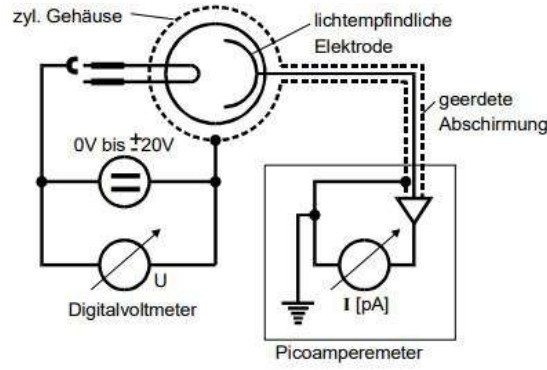 zyl. Gehäuse
lichtempfindliche
Elektrode
geerdete
Abschirmung
0V bis ±20V
U
Digitalvoltmeter
I [pA]
Picoamperemeter